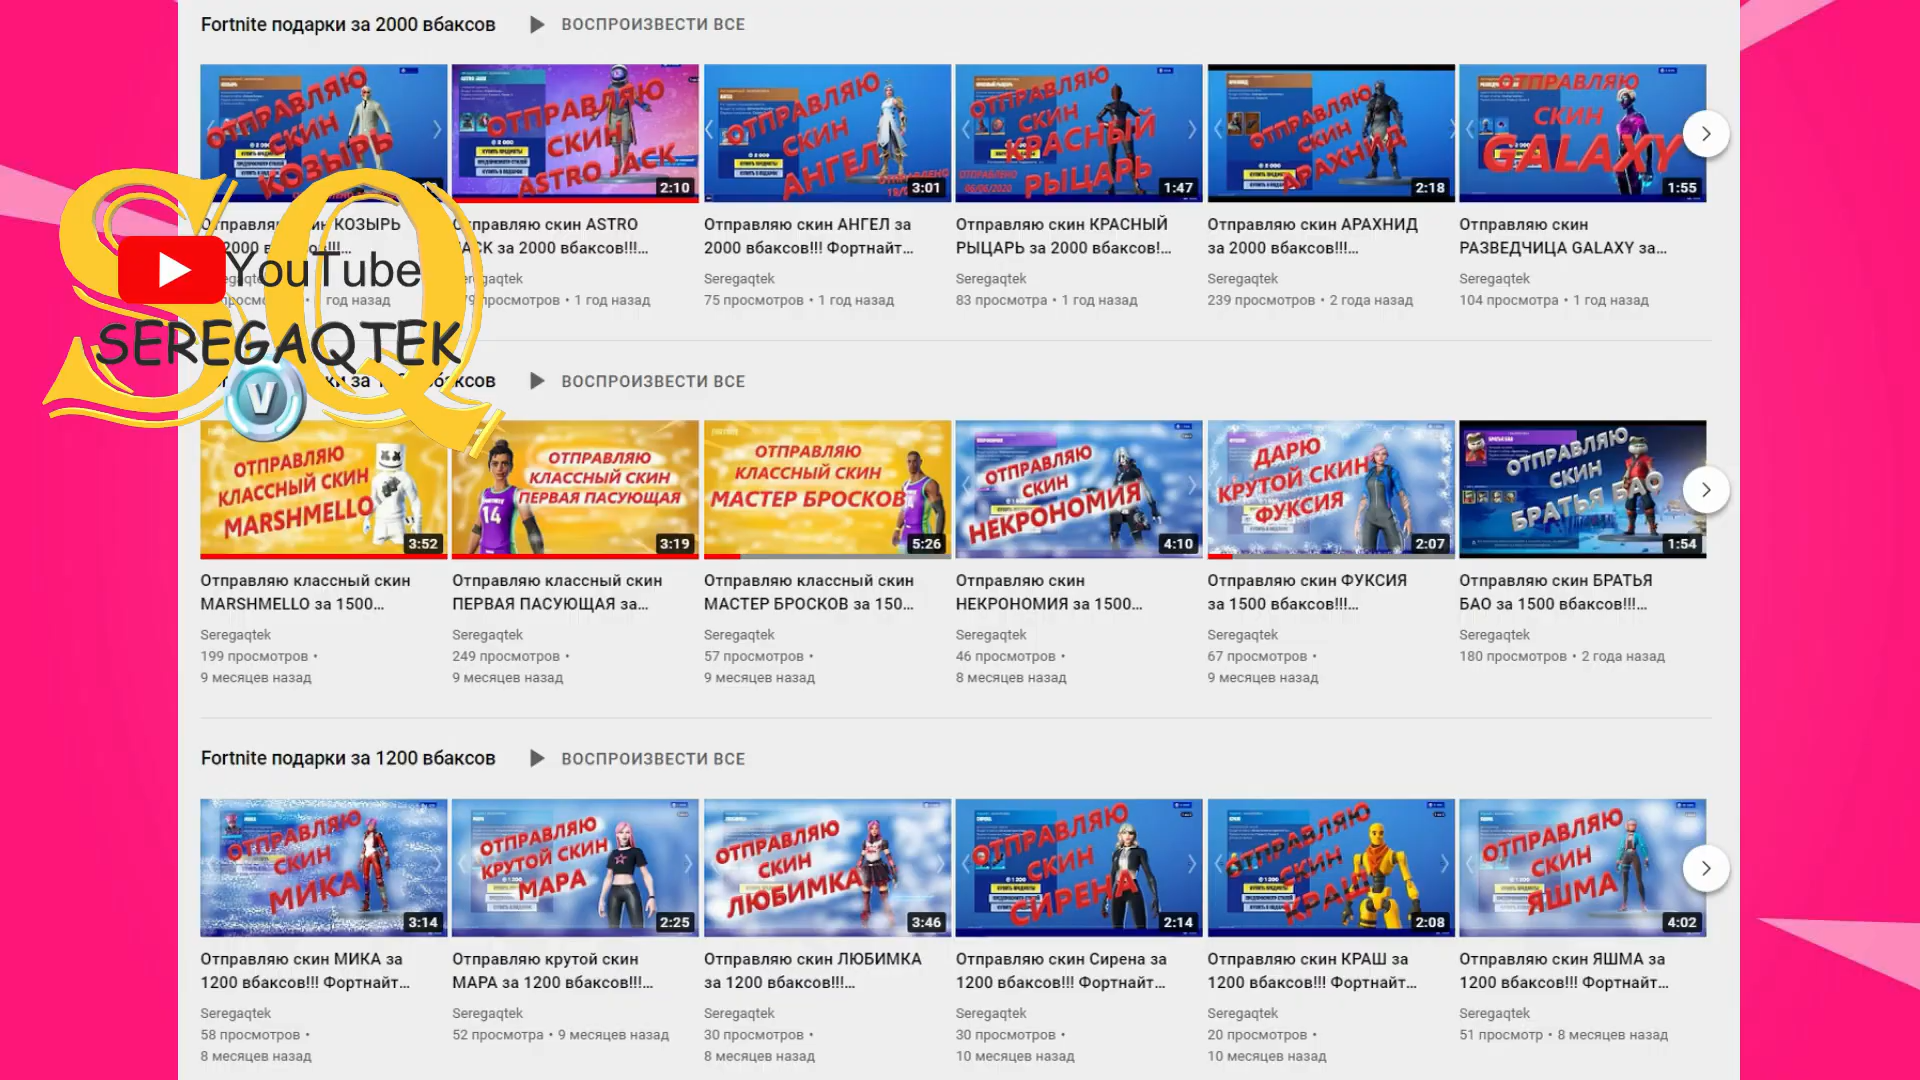 Fortnite подарки за 2000 вбаксов
ВОСПРОИЗВЕСТИ ВСЕ
ОТПРАВЛЯЮ
СКИН
КОЗЫРЬ
ОТПРАВЛЯЮ
СКИН
ASTRO JACK
2:10
ОТПРАВЛЯЮ
СКИН
АНГЕЛ
3:01
ОТПРАВЛЯЮ
СКИН
КРАСНЫЙ
РЫЦАРЬ
1:47
ОТПРАВЛЯЮ
СКИН
АРАХНИД
2:18
ОТПРАВЛЯЮ
СКИН
GALAXY
1:55
КОЗЫРЬ
Отправляю скин АНГЕЛ за
2000 вбаксов!!! Фортнайт...
Seregaqtek
75 просмотров • 1 год назад
Отправляю скин КРАСНЫЙ
РЫЦАРЬ за 2000 вбаксов!...
Seregaqtek
83 просмотра • 1 год назад
Отправляю скин АРАХНИД
за 2000 вбаксов!!!...
Seregaqtek
239 просмотров • 2 года назад
Отправляю скин
РАЗВЕДЧИЦА GALAXY за...
Seregaqtek
104 просмотра • 1 год назад
скин ASTRO
за 2000 вбаксов!!!...
просмотров • 1 год назад
год назад
SQ
YouTube
SEREGAQTEK
V
ВОСПРОИЗВЕСТИ ВСЕ
ОТПРАВЛЯЮ
КЛАССНЫЙ СКИН
MARSHMELLO
3:52
ОТПРАВЛЯЮ
КЛАССНЫЙ СКИН
ПЕРВАЯ ПАСУЮЩАЯ
14
3:19
ОТПРАВЛЯЮ
КЛАССНЫЙ СКИН
МАСТЕР БРОСКОВ
5:26
ОТПРАВЛЯЮ
СКИН
НЕКРОНОМИЯ
4:10
ДАРЮ
КРУТОЙ СКИН
ФУКСИЯ
2:07
ОТПРАВЛЯЮ
СКИН
БРАТЬЯ БАО
1:54
Отправляю классный скин
MARSHMELLO за 1500...
Seregaqtek
199 просмотров •
9 месяцев назад
Отправляю классный скин
ПЕРВАЯ ПАСУЮЩАЯ за...
Seregaqtek
249 просмотров •
9 месяцев назад
Отправляю классный скин
МАСТЕР БРОСКОВ за 150...
Seregaqtek
57 просмотров •
9 месяцев назад
Отправляю скин
НЕКРОНОМИЯ за 1500...
Seregaqtek
46 просмотров •
8 месяцев назад
Отправляю скин ФУКСИЯ
за 1500 вбаксов!!!...
Seregaqtek
67 просмотров •
9 месяцев назад
Отправляю скин БРАТЬЯ
БАО за 1500 вбаксов!!!...
Seregaqtek
180 просмотров • 2 года назад
Fortnite подарки за 1200 вбаксов
ВОСПРОИЗВЕСТИ ВСЕ
ОТПРАВЛЯЮ
СКИН
МИКА
3:14
ОТПРАВЛЯЮ
КРУТОЙ СКИН
МАРА
2:25
ОТПРАВЛЯЮ
СКИН
ЛЮБИМКА
3:46
ОТПРАВЛЯЮ
СКИН
СИРЕНА
2:14
ОТПРАВЛЯЮ
СКИН
КРАШ
2:08
ОТПРАВЛЯЮ
СКИН
ЯШМА
4:02
Отправляю скин МИКА за
1200 вбаксов!!! Фортнайт...
Seregaqtek
58 просмотров •
8 месяцев назад
Отправляю крутой скин
МАРА за 1200 вбаксов!!!...
Seregaqtek
52 просмотра • 9 месяцев назад
Отправляю скин ЛЮБИМКА
за 1200 вбаксов!!!...
Seregaqtek
30 просмотров •
8 месяцев назад
Отправляю скин Сирена за
1200 вбаксов!!! Фортнайт...
Seregaqtek
30 просмотров •
10 месяцев назад
Отправляю скин КРАШ за
1200 вбаксов!!! Фортнайт...
Seregaqtek
20 просмотров •
10 месяцев назад
Отправляю скин ЯШМА за
1200 вбаксов!!! Фортнайт...
Seregaqtek
51 просмотр • 8 месяцев назад